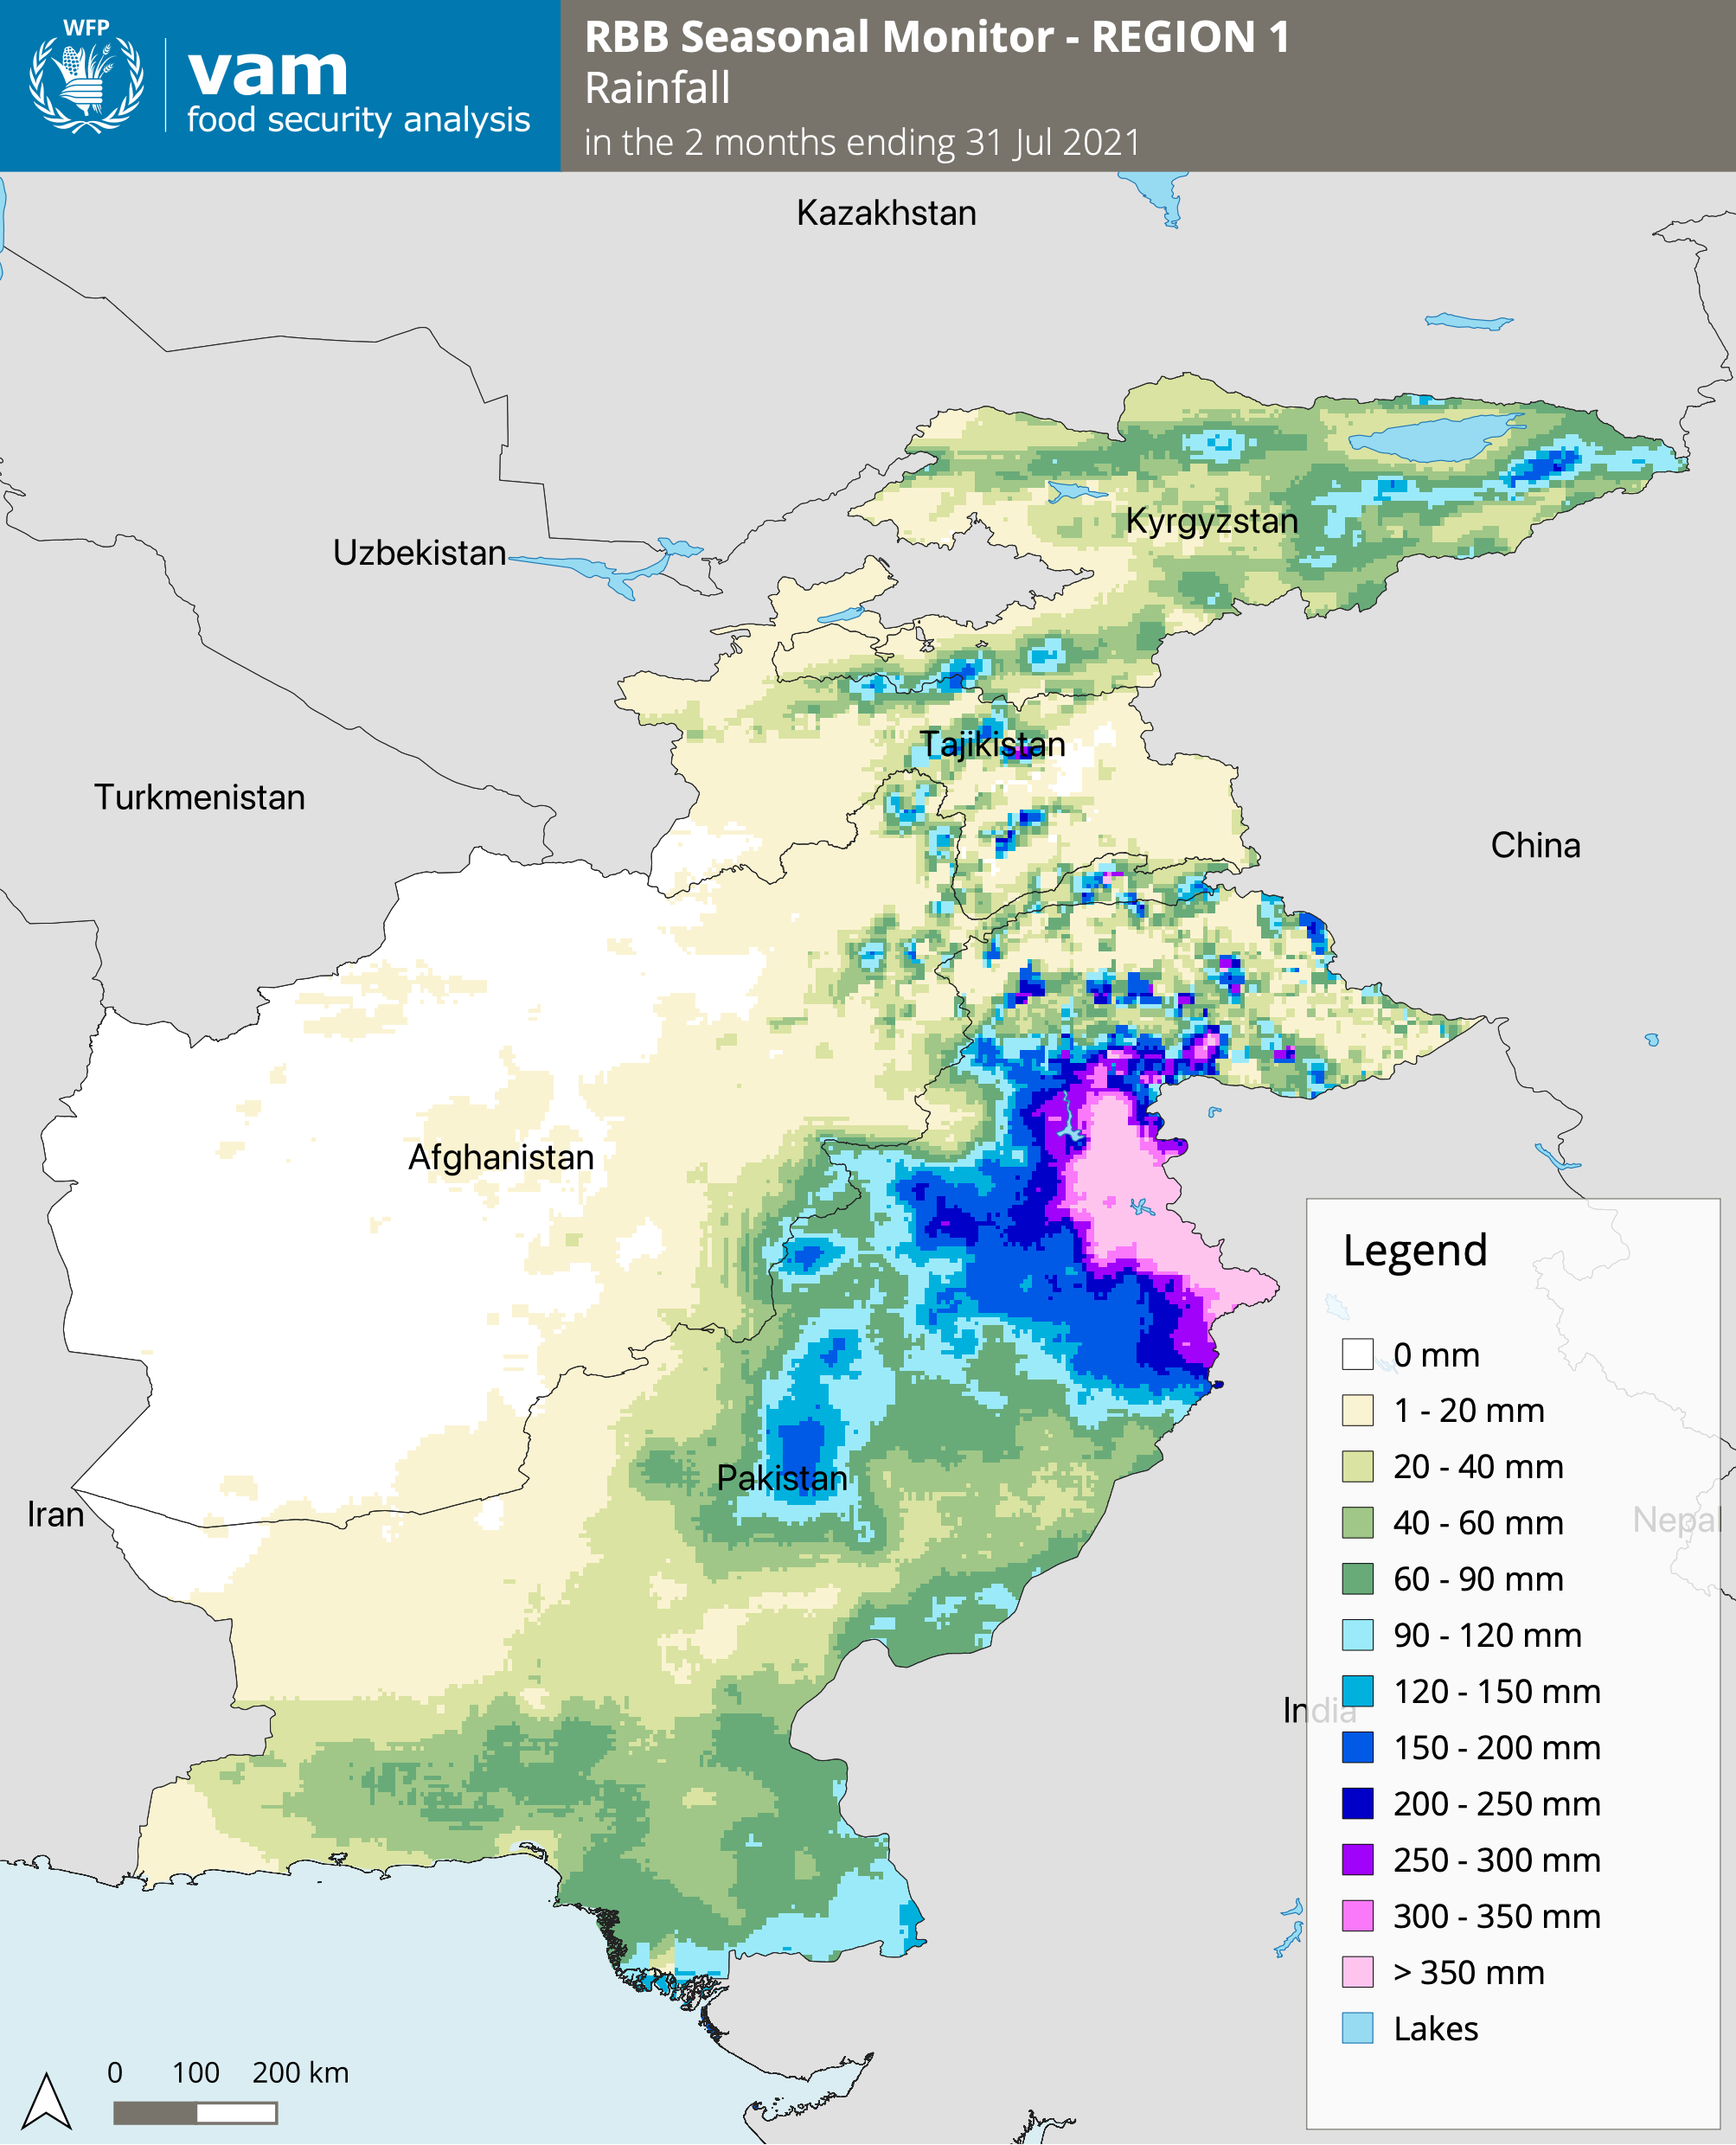 WFP
vam
food security analysis
RBB Seasonal Monitor - REGION 1
Rainfall
in the 2 months ending 31 Jul 2021
Kazakhstan
Kyrgyzstan
Uzbekistan
Tajikistan
Turkmenistan
China
Afghanistan
Pakistan
Iran
Nepal
India
Legend
0 mm
1 - 20 mm
20 - 40 mm
40 - 60 mm
60 - 90 mm
90 - 120 mm
120 - 150 mm
150 - 200 mm
200 - 250 mm
250 - 300 mm
300 - 350 mm
> 350 mm
Lakes
0 100 200 km